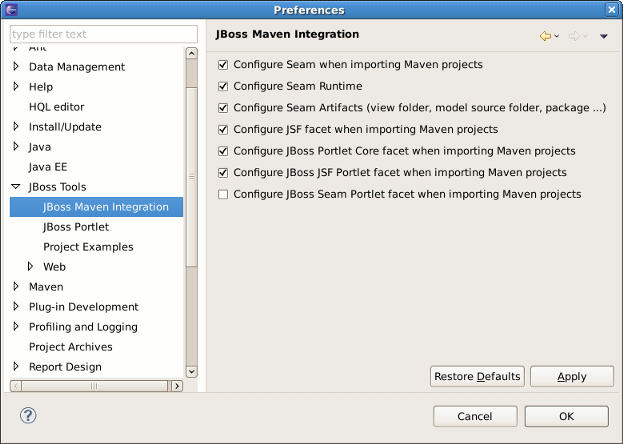 Preferences
type filter text
JBoss Maven Integration
Ant
Data Management
Help
HQL editor
Install/Update
Java
Java EE
JBoss Tools
JBoss Maven Integration
JBoss Portlet
Project Examples
Web
Maven
Plug-in Development
Profiling and Logging
Project Archives
Report Design
Configure Seam when importing Maven projects
Configure Seam Runtime
Configure Seam Artifacts (view folder, model source folder, package ...)
Configure JSF facet when importing Maven projects
Configure JBoss Portlet Core facet when importing Maven projects
Configure JBoss JSF Portlet facet when importing Maven projects
Configure JBoss Seam Portlet facet when importing Maven projects
Restore Defaults
Apply
Cancel
OK